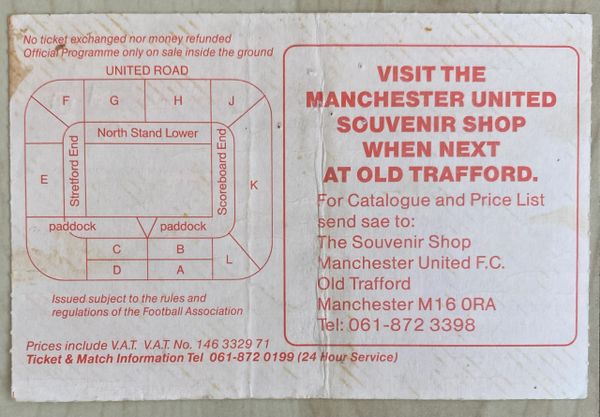 No ticket exchanged nor money refunded
Official Programme only on sale inside the ground
UNITED ROAD
F G H J
North Stand Lower
Stretford End
Scoreboard End
E
K
paddock paddock
C B
D A
L
Issued subject to the rules and
regulations of the Football Association
Prices include V.A.T. V.A.T. No. 146 3329 71
Ticket & Match Information Tel 061-872 0199 (24 Hour Service)
VISIT THE
MANCHESTER UNITED
SOUVENIR SHOP
WHEN NEXT
AT OLD TRAFFORD.
For Catalogue and Price List
send sae to:
The Souvenir Shop
Manchester United F.C.
Old Trafford
Manchester M16 0RA
Tel: 061-872 3398